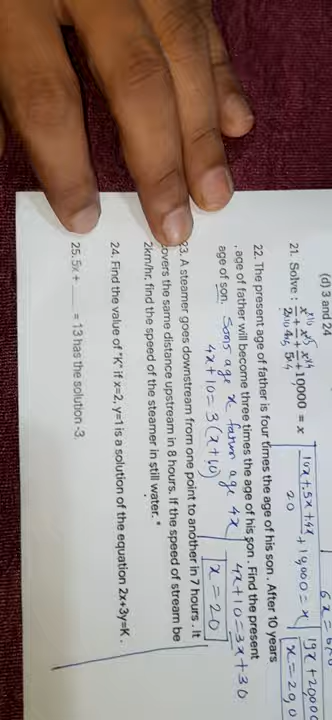 (d) 3 and 24
21. Solve : x/2 + x/4 + x/5 + 10000 = x
10x+5x+4x/20 + 10,000 = x
19x+20000
x = 20,0
22. The present age of father is four times the age of his son . After 10 years
, age of father will become three times the age of his son . Find the present
age of son. Son's age x father age 4x
4x+10=3(x+10)
4x+10=3x+30
x = 20
23. A steamer goes downstream from one point to another in 7 hours. It
covers the same distance upstream in 8 hours. If the speed of stream be
2km/hr, find the speed of the steamer in still water. *
24. Find the value of "K" if x=2, y=1 is a solution of the equation 2x+3y=K .
25. 5x + ___ = 13 has the solution -3.